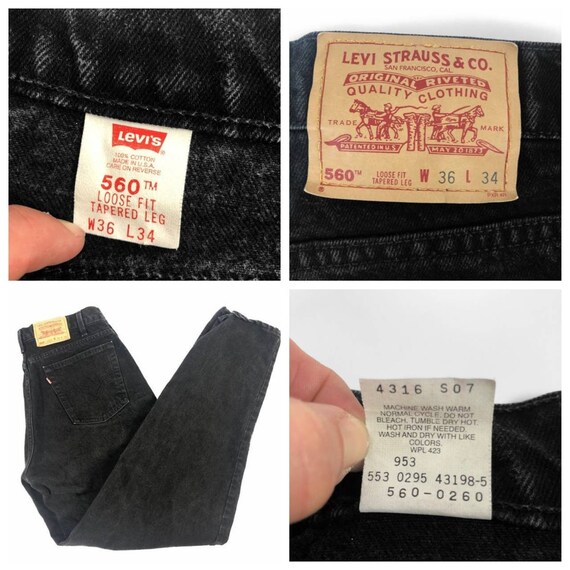 Levi's
100% COTTON
MADE IN U.S.A.
CARE ON REVERSE
560™
LOOSE FIT
TAPERED LEG
W36 L34
LEVI STRAUSS & CO.
SAN FRANCISCO, CAL.
ORIGINAL RIVETED
QUALITY CLOTHING
TRADE MARK
PATENTED IN U.S. MAY 20 1873
560™ LOOSE FIT TAPERED LEG W 36 L 34
4316 S07
MACHINE WASH WARM
NORMAL CYCLE. DO NOT
BLEACH. TUMBLE DRY HOT.
HOT IRON IF NEEDED.
WASH AND DRY WITH LIKE
COLORS.
WPL 423
953
553 0295 43198-5
560-0260